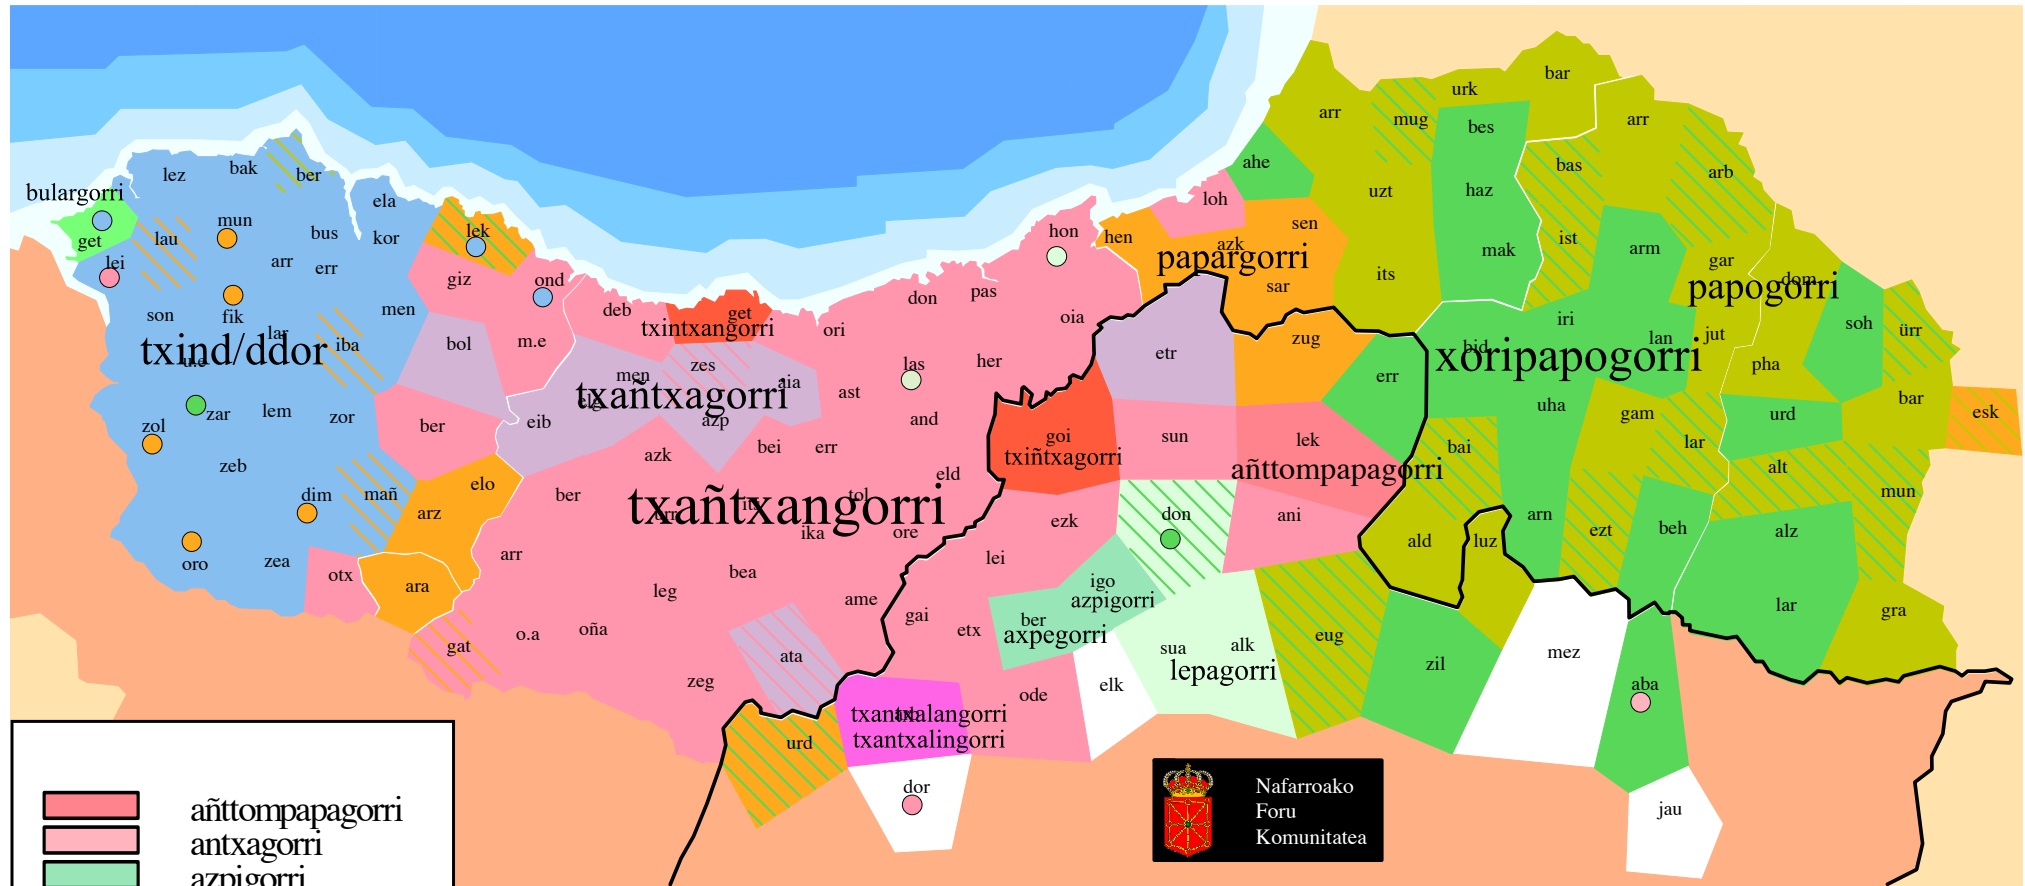 bar
urk
arr
mug
bes
arr
ahe
bas
arb
lez
bak
ber
uzt
haz
bulargorri
ela
loh
mun
get
lau
bus
kor
lek
hon
hen
azk
sen
mak
ist
arm
papargorri
lei
arr
err
giz
ond
its
gar
dom
papogorri
sar
don
pas
men
son
fik
lar
iba
deb
get
txintxangorri
ori
oia
iri
soh
ürr
txind/ddor
u.e
bol
m.e
zes
las
her
etr
zug
bid
xoripapogorri
lan
jut
pha
men
aia
err
txañtxagorri
elg
ast
zar
lem
zor
ber
eib
azp
and
uha
gam
urd
bar
esk
zol
goi
txiñtxagorri
sun
lek
añttompapagorri
bai
lar
azk
bei
err
zeb
eld
alt
dim
mañ
elo
ber
tol
mun
txañtxangorri
arz
ezk
don
ani
arn
ezt
beh
alz
ika
ore
ald
luz
oro
zea
otx
ara
arr
lei
bea
igo
azpigorri
leg
ame
gai
ber
axpegorri
lar
gra
o.a
oña
etx
eug
gat
ata
sua
alk
lepagorri
zil
mez
zeg
ode
elk
aba
txantxalangorri
txantxalingorri
urd
dor
jau
Nafarroako
Foru
Komunitatea
añttompapagorri
antxagorri
azpigorri